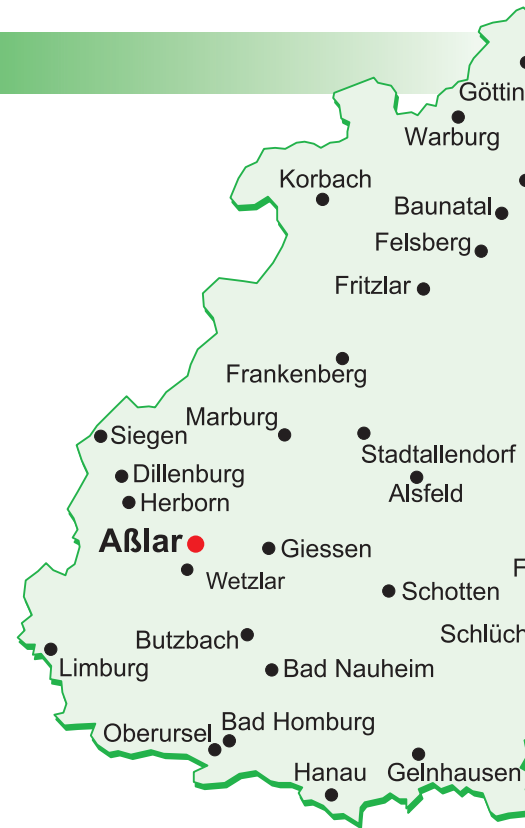 Göttin
Warburg
Korbach
Baunatal
Felsberg
Fritzlar
Frankenberg
Marburg
Siegen
Stadtallendorf
Dillenburg
Alsfeld
Herborn
Aßlar
Giessen
F
Wetzlar
Schotten
Schlüch
Butzbach
Limburg
Bad Nauheim
Bad Homburg
Oberursel
Hanau
Gelnhausen